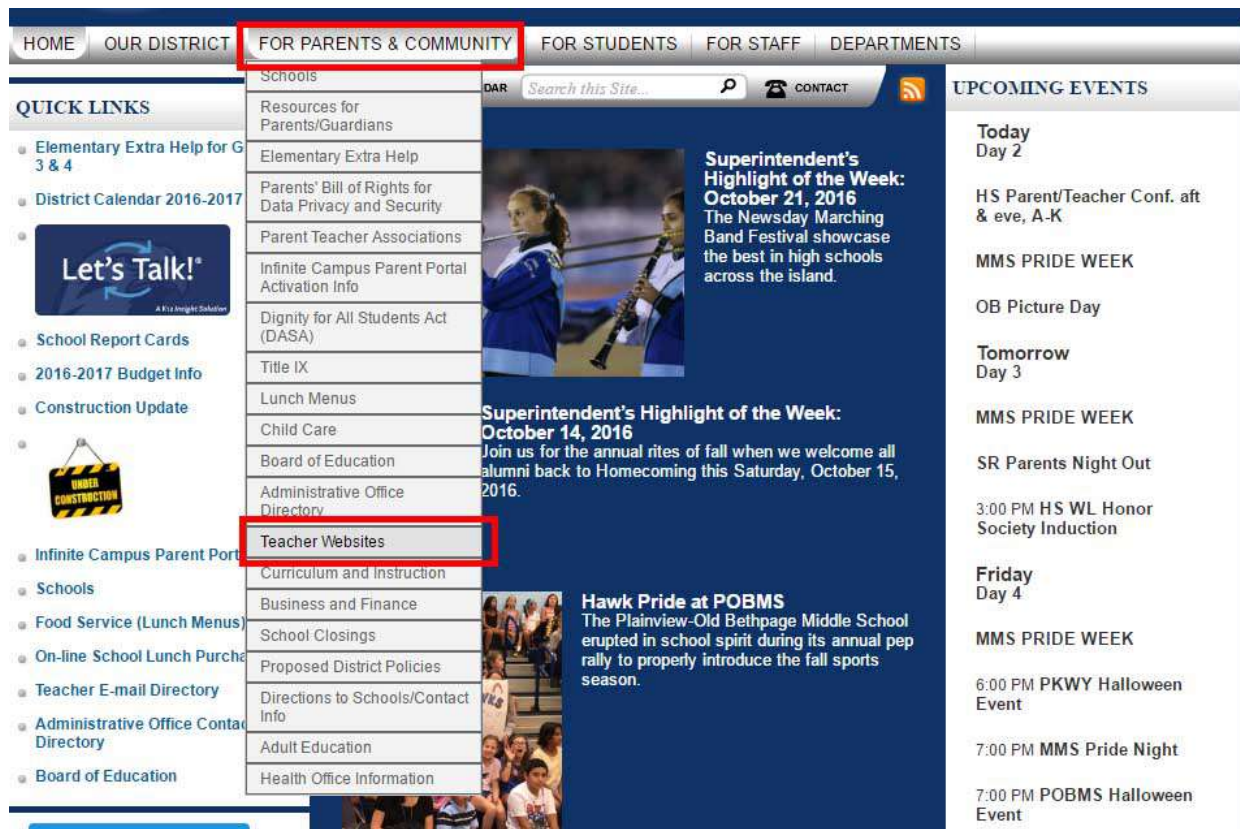 HOME
OUR DISTRICT
FOR PARENTS & COMMUNITY
FOR STUDENTS
FOR STAFF
DEPARTMENTS
QUICK LINKS
Elementary Extra Help for G
3 & 4
District Calendar 2016-2017
Let's Talk!
A K12 Insight Solution
School Report Cards
2016-2017 Budget Info
Construction Update
UNDER
CONSTRUCTION
Infinite Campus Parent Port
Schools
Food Service (Lunch Menus)
On-line School Lunch Purcha
Teacher E-mail Directory
Administrative Office Contac
Directory
Board of Education
Schools
Resources for
Parents/Guardians
Elementary Extra Help
Parents' Bill of Rights for
Data Privacy and Security
Parent Teacher Associations
Infinite Campus Parent Portal
Activation Info
Dignity for All Students Act
(DASA)
Title IX
Lunch Menus
Child Care
Board of Education
Administrative Office
Directory
Teacher Websites
Curriculum and Instruction
Business and Finance
School Closings
Proposed District Policies
Directions to Schools/Contact
Info
Adult Education
Health Office Information
DAR
Search this Site...
CONTACT
Superintendent's
Highlight of the Week:
October 21, 2016
The Newsday Marching
Band Festival showcase
the best in high schools
across the island.
Superintendent's Highlight of the Week:
October 14, 2016
Join us for the annual rites of fall when we welcome all
alumni back to Homecoming this Saturday, October 15,
2016.
Hawk Pride at POBMS
The Plainview-Old Bethpage Middle School
erupted in school spirit during its annual pep
rally to properly introduce the fall sports
season.
UPCOMING EVENTS
Today
Day 2
HS Parent/Teacher Conf. aft
& eve, A-K
MMS PRIDE WEEK
OB Picture Day
Tomorrow
Day 3
MMS PRIDE WEEK
SR Parents Night Out
3:00 PM HS WL Honor
Society Induction
Friday
Day 4
MMS PRIDE WEEK
6:00 PM PKWY Halloween
Event
7:00 PM MMS Pride Night
7:00 PM POBMS Halloween
Event